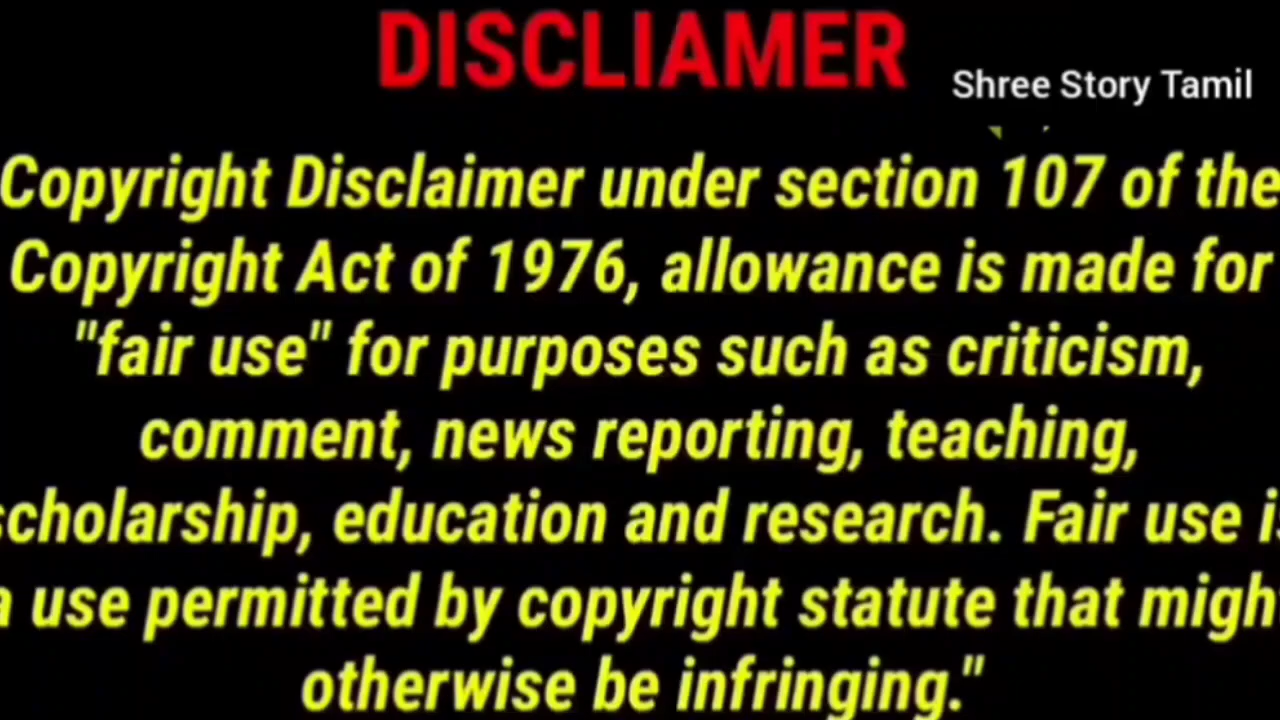 DISCLIAMER
Shree Story Tamil
Copyright Disclaimer under section 107 of the
Copyright Act of 1976, allowance is made for
"fair use" for purposes such as criticism,
comment, news reporting, teaching,
scholarship, education and research. Fair use is
a use permitted by copyright statute that migh
otherwise be infringing."